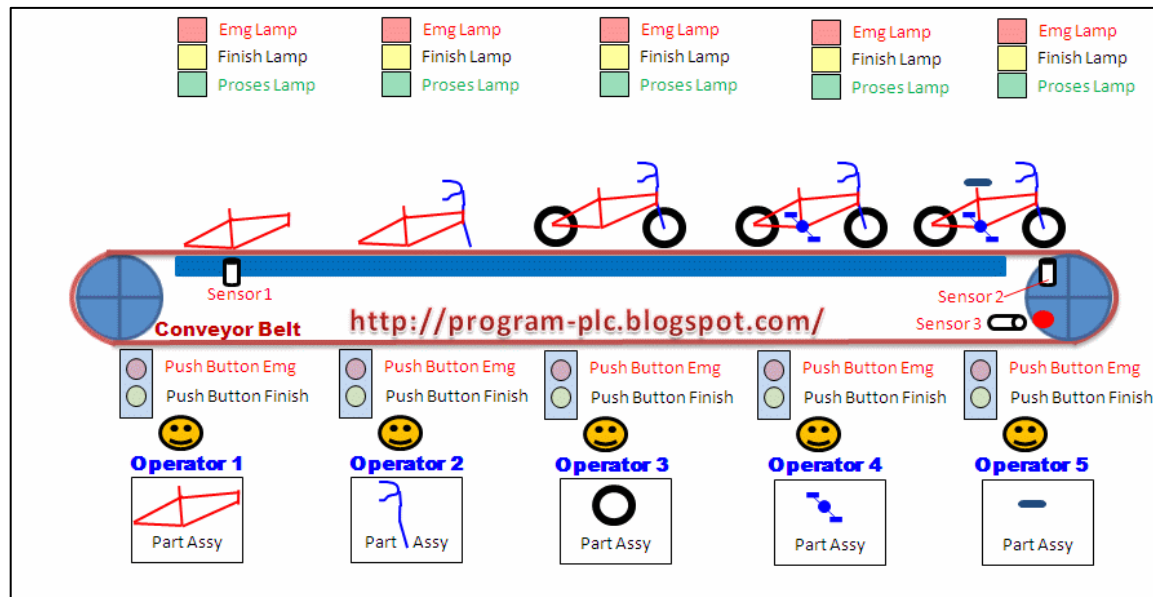 Emg Lamp
Finish Lamp
Proses Lamp
Emg Lamp
Finish Lamp
Proses Lamp
Emg Lamp
Finish Lamp
Proses Lamp
Emg Lamp
Finish Lamp
Proses Lamp
Emg Lamp
Finish Lamp
Proses Lamp
Sensor 1
Sensor 2
Sensor 3
Conveyor Belt
http://program-plc.blogspot.com/
Push Button Emg
Push Button Finish
Push Button Emg
Push Button Finish
Push Button Emg
Push Button Finish
Push Button Emg
Push Button Finish
Push Button Emg
Push Button Finish
Operator 1
Operator 2
Operator 3
Operator 4
Operator 5
Part Assy
Part Assy
Part Assy
Part Assy
Part Assy